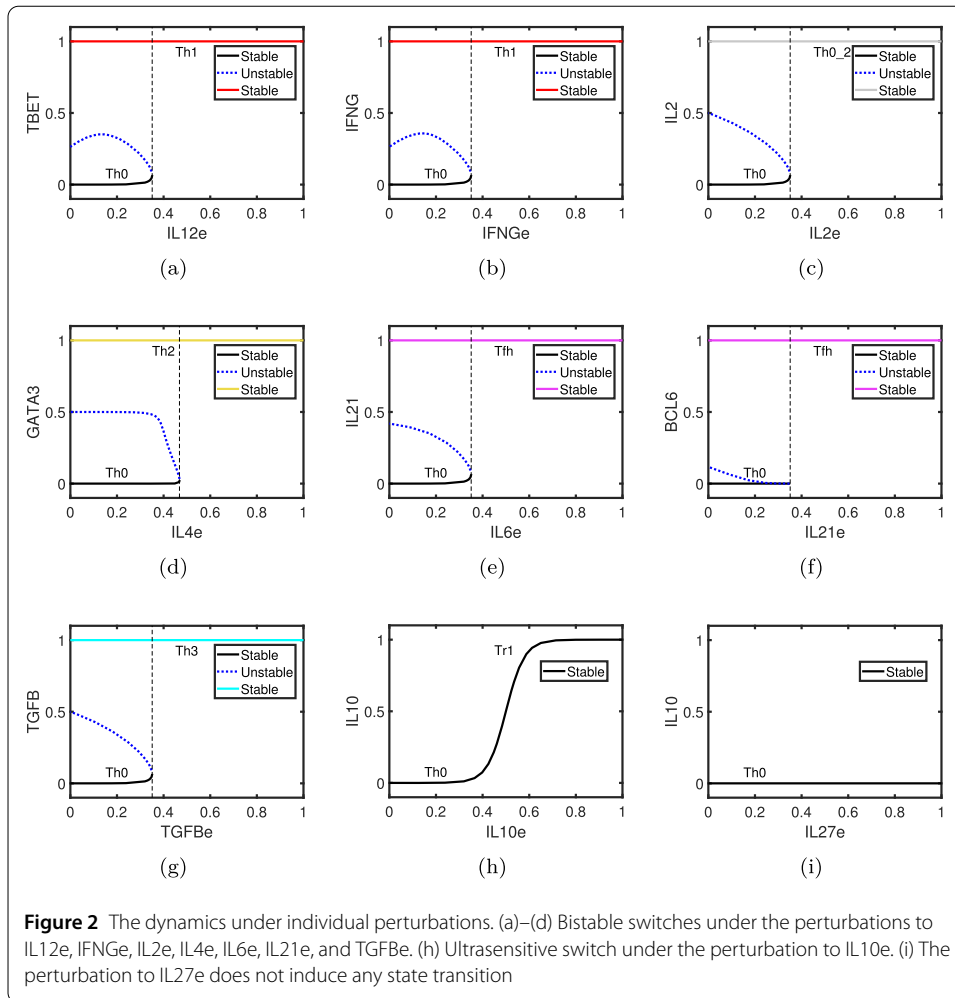 1
0.5
0
TBET
Th1
Th0
Stable
Unstable
Stable
0 0.2 0.4 0.6 0.8 1
IL12e
(a)
1
0.5
0
IFNG
Th1
Th0
Stable
Unstable
Stable
0 0.2 0.4 0.6 0.8 1
IFNGe
(b)
1
0.5
0
IL2
Th0_2
Th0
Stable
Unstable
Stable
0 0.2 0.4 0.6 0.8 1
IL2e
(c)
1
0.5
0
GATA3
Th2
Th0
Stable
Unstable
Stable
0 0.2 0.4 0.6 0.8 1
IL4e
(d)
1
0.5
0
IL21
Tfh
Th0
Stable
Unstable
Stable
0 0.2 0.4 0.6 0.8 1
IL6e
(e)
1
0.5
0
BCL6
Tfh
Th0
Stable
Unstable
Stable
0 0.2 0.4 0.6 0.8 1
IL21e
(f)
1
0.5
0
TGFB
Th3
Th0
Stable
Unstable
Stable
0 0.2 0.4 0.6 0.8 1
TGFBe
(g)
1
0.5
0
IL10
Tr1
Th0
Stable
0 0.2 0.4 0.6 0.8 1
IL10e
(h)
1
0.5
0
IL10
Th0
Stable
0 0.2 0.4 0.6 0.8 1
IL27e
(i)
Figure 2 The dynamics under individual perturbations. (a)–(d) Bistable switches under the perturbations to
IL12e, IFNGe, IL2e, IL4e, IL6e, IL21e, and TGFBe. (h) Ultrasensitive switch under the perturbation to IL10e. (i) The
perturbation to IL27e does not induce any state transition